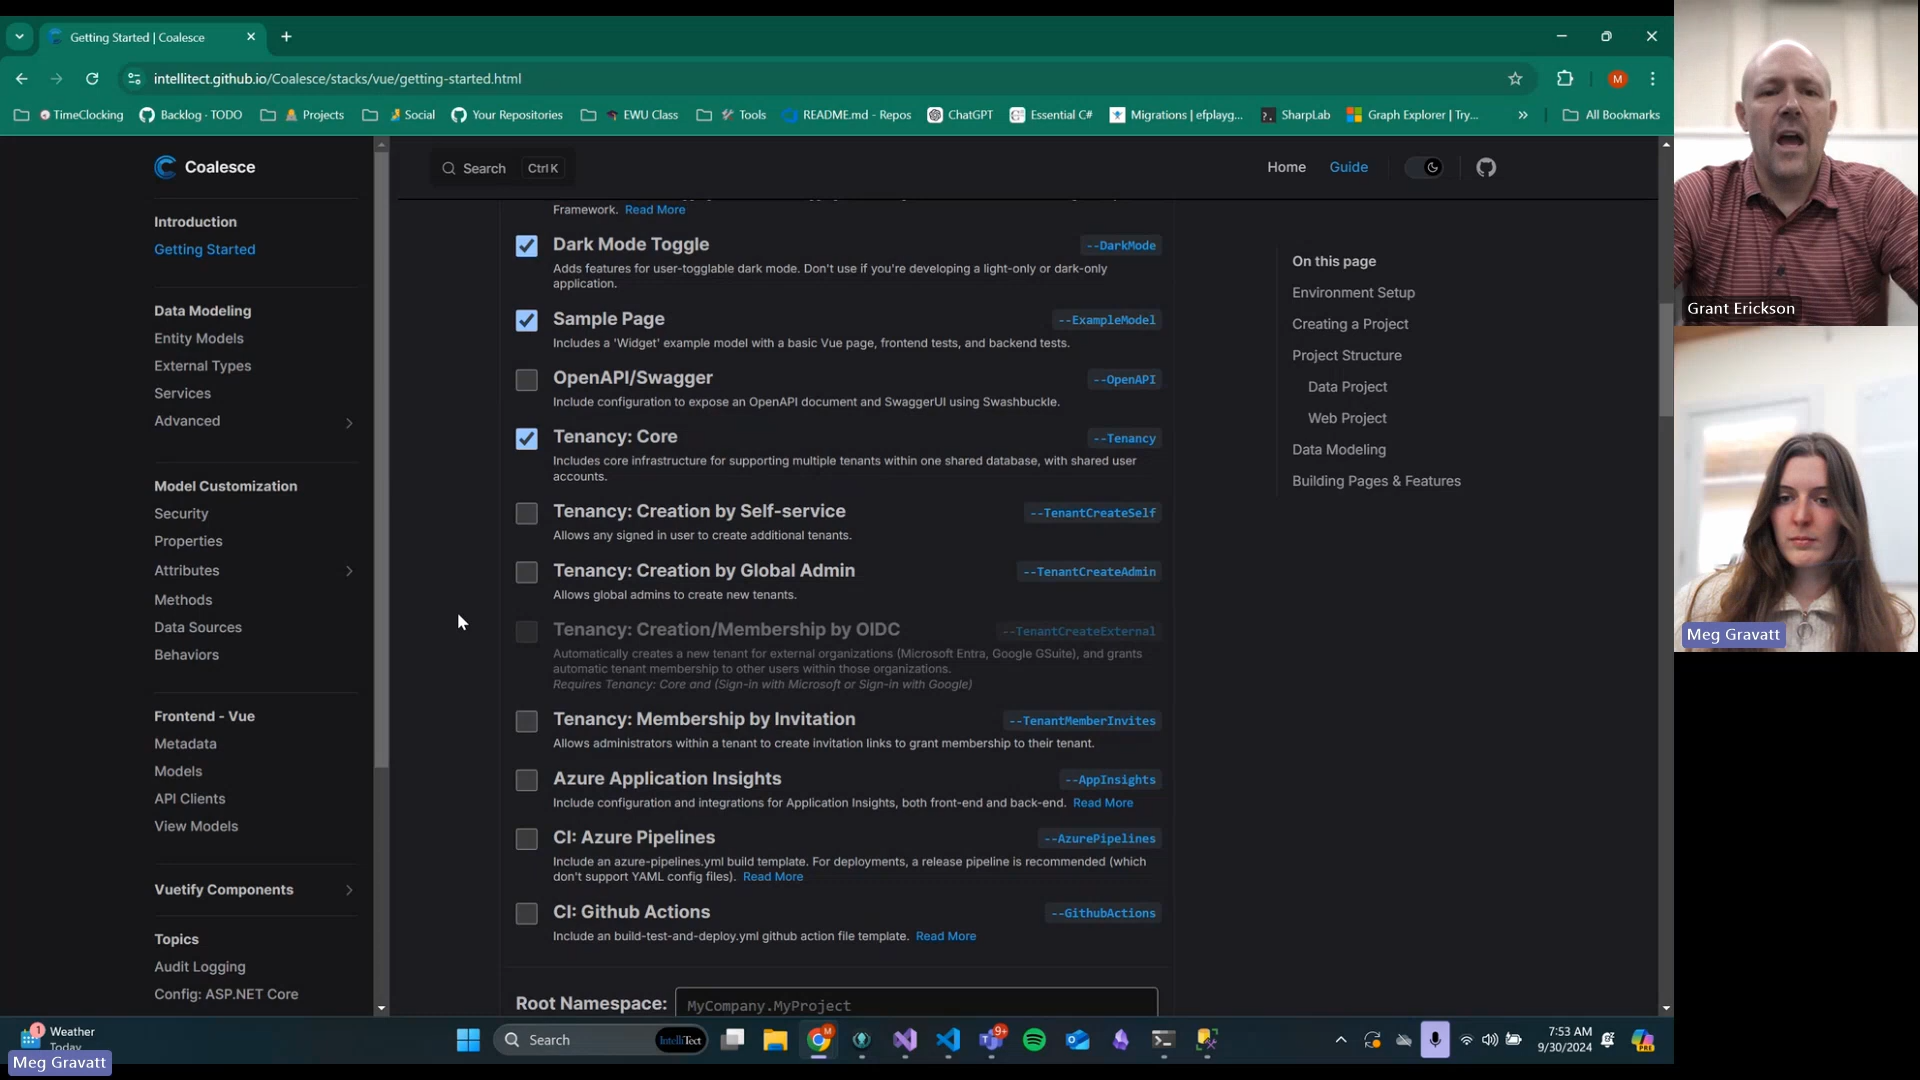 Getting Started | Coalesce
intellitect.github.io/Coalesce/stacks/vue/getting-started.html
M
TimeClocking
Backlog · TODO
Projects
Social
Your Repositories
EWU Class
Tools
README.md - Repos
ChatGPT
Essential C#
Migrations | efplayg...
SharpLab
Graph Explorer | Try...
»
All Bookmarks
Coalesce
Search
Ctrl K
Home
Guide
Introduction
Getting Started
Data Modeling
Entity Models
External Types
Services
Advanced
Model Customization
Security
Properties
Attributes
Methods
Data Sources
Behaviors
Frontend - Vue
Metadata
Models
API Clients
View Models
Vuetify Components
Topics
Audit Logging
Config: ASP.NET Core
Framework. Read More
Dark Mode Toggle
--DarkMode
Adds features for user-togglable dark mode. Don't use if you're developing a light-only or dark-only
application.
Sample Page
--ExampleModel
Includes a 'Widget' example model with a basic Vue page, frontend tests, and backend tests.
OpenAPI/Swagger
--OpenAPI
Include configuration to expose an OpenAPI document and SwaggerUI using Swashbuckle.
Tenancy: Core
--Tenancy
Includes core infrastructure for supporting multiple tenants within one shared database, with shared user
accounts.
Tenancy: Creation by Self-service
--TenantCreateSelf
Allows any signed in user to create additional tenants.
Tenancy: Creation by Global Admin
--TenantCreateAdmin
Allows global admins to create new tenants.
Tenancy: Creation/Membership by OIDC
--TenantCreateExternal
Automatically creates a new tenant for external organizations (Microsoft Entra, Google GSuite), and grants
automatic tenant membership to other users within those organizations.
Requires Tenancy: Core and (Sign-in with Microsoft or Sign-in with Google)
Tenancy: Membership by Invitation
--TenantMemberInvites
Allows administrators within a tenant to create invitation links to grant membership to their tenant.
Azure Application Insights
--AppInsights
Include configuration and integrations for Application Insights, both front-end and back-end. Read More
CI: Azure Pipelines
--AzurePipelines
Include an azure-pipelines.yml build template. For deployments, a release pipeline is recommended (which
don't support YAML config files). Read More
CI: Github Actions
--GithubActions
Include an build-test-and-deploy.yml github action file template. Read More
Root Namespace:
MyCompany.MyProject
On this page
Environment Setup
Creating a Project
Project Structure
Data Project
Web Project
Data Modeling
Building Pages & Features
Grant Erickson
Meg Gravatt
1
Weather
Today
Meg Gravatt
Search
IntelliTect
M
9+
7:53 AM
9/30/2024
PRE